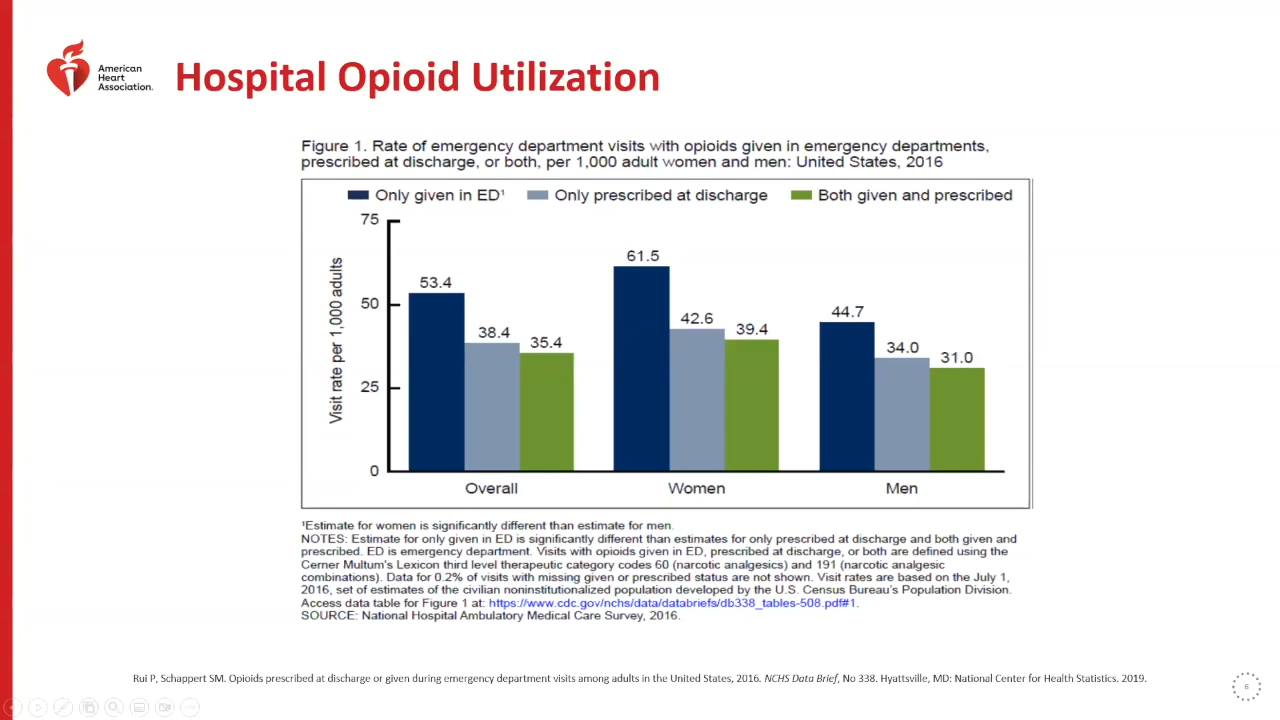 American
Heart
Association.
Hospital Opioid Utilization
Figure 1. Rate of emergency department visits with opioids given in emergency departments,
prescribed at discharge, or both, per 1,000 adult women and men: United States, 2016
Only given in ED¹ Only prescribed at discharge Both given and prescribed
Visit rate per 1,000 adults
75
50
25
0
53.4
38.4
35.4
61.5
42.6
39.4
44.7
34.0
31.0
Overall Women Men
¹Estimate for women is significantly different than estimate for men.
NOTES: Estimate for only given in ED is significantly different than estimates for only prescribed at discharge and both given and
prescribed. ED is emergency department. Visits with opioids given in ED, prescribed at discharge, or both are defined using the
Cerner Multum's Lexicon third level therapeutic category codes 60 (narcotic analgesics) and 191 (narcotic analgesic
combinations). Data for 0.2% of visits with missing given or prescribed status are not shown. Visit rates are based on the July 1,
2016, set of estimates of the civilian noninstitutionalized population developed by the U.S. Census Bureau's Population Division.
Access data table for Figure 1 at: https://www.cdc.gov/nchs/data/databriefs/db338_tables-508.pdf#1.
SOURCE: National Hospital Ambulatory Medical Care Survey, 2016.
Rui P, Schappert SM. Opioids prescribed at discharge or given during emergency department visits among adults in the United States, 2016. NCHS Data Brief, No 338. Hyattsville, MD: National Center for Health Statistics. 2019.
6